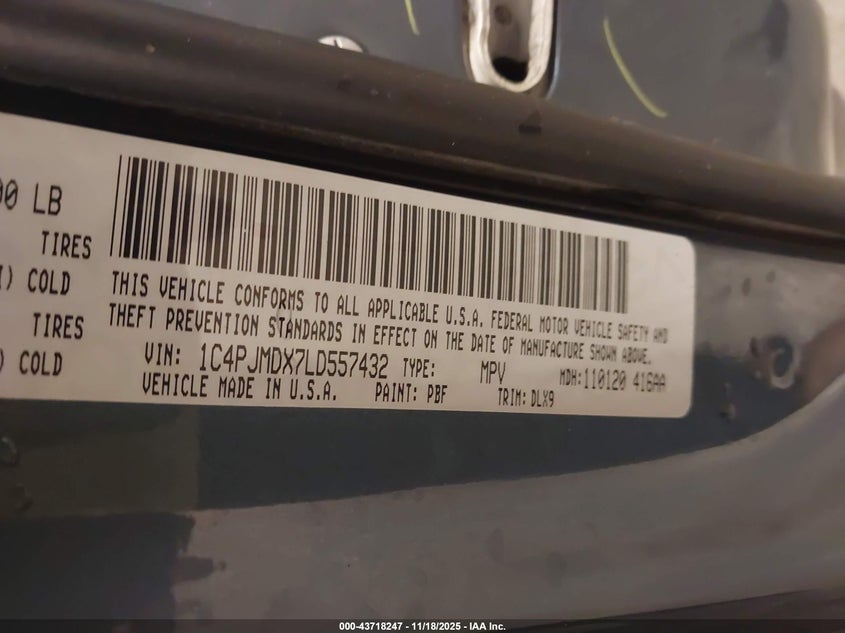 00 LB
TIRES
) COLD
TIRES
) COLD
THIS VEHICLE CONFORMS TO ALL APPLICABLE U.S.A. FEDERAL MOTOR VEHICLE SAFETY AND
THEFT PREVENTION STANDARDS IN EFFECT ON THE DATE OF MANUFACTURE SHOWN ABOVE.
VIN: 1C4PJMDX7LD557432 TYPE: MPV MDH:110120 416AA
VEHICLE MADE IN U.S.A. PAINT: PBF TRIM: DLX9
000-43718247 - 11/18/2025 - IAA Inc.